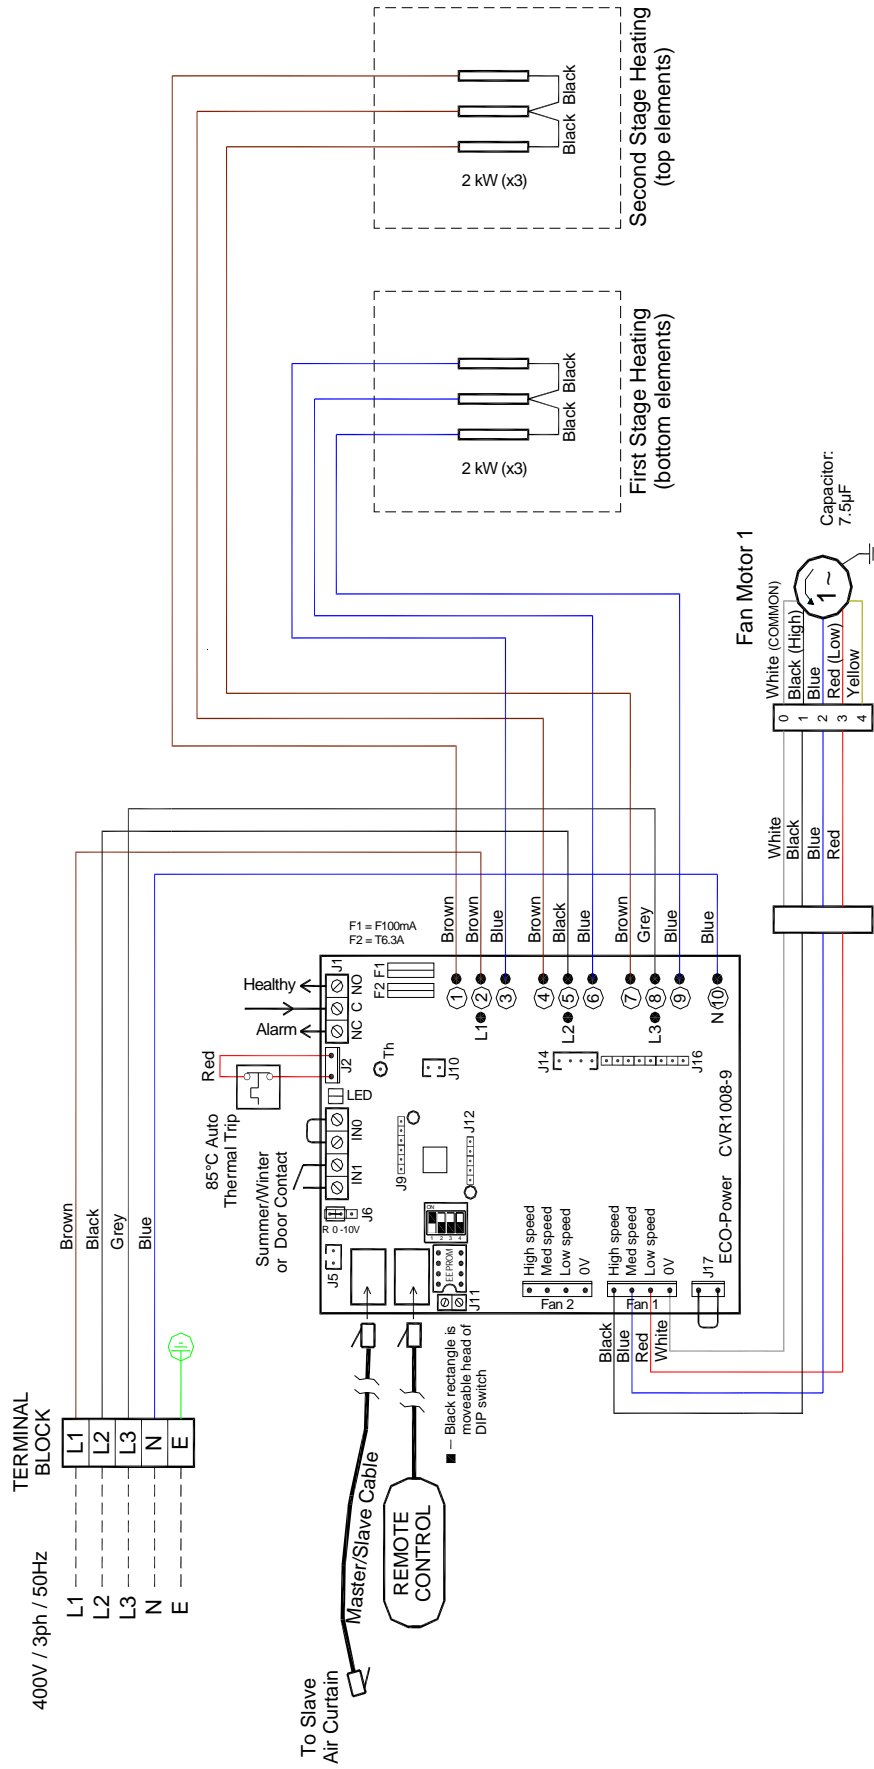 400V / 3ph / 50Hz
TERMINAL
BLOCK
L1
L2
L3
N
E
L1
L2
L3
N
E
Brown
Black
Grey
Blue
To Slave
Air Curtain
Master/Slave Cable
REMOTE
CONTROL
Black rectangle is
moveable head of
DIP switch
Summer/Winter
or Door Contact
85°C Auto
Thermal Trip
Red
Healthy
Alarm
J1
NO
C
NC
J2
LED
IN0
IN1
J6
R 0 -10V
J5
F1 = F100mA
F2 = T6.3A
F1
F2
Th
J10
J9
J12
ON
1 2 3 4
EEPROM
J11
J14
J16
1
2
3
4
5
6
7
8
9
10
L1
L2
L3
N
Brown
Brown
Blue
Brown
Black
Blue
Brown
Grey
Blue
Blue
High speed
Med speed
Low speed
0V
Fan 2
High speed
Med speed
Low speed
0V
Fan 1
J17
ECO-Power CVR1008-9
Black
Blue
Red
White
White
Black
Blue
Red
0
1
2
3
4
White (COMMON)
Black (High)
Blue
Red (Low)
Yellow
Fan Motor 1
1 ~
Capacitor:
7.5µF
2 kW (x3)
Black
Black
First Stage Heating
(bottom elements)
2 kW (x3)
Black
Black
Second Stage Heating
(top elements)